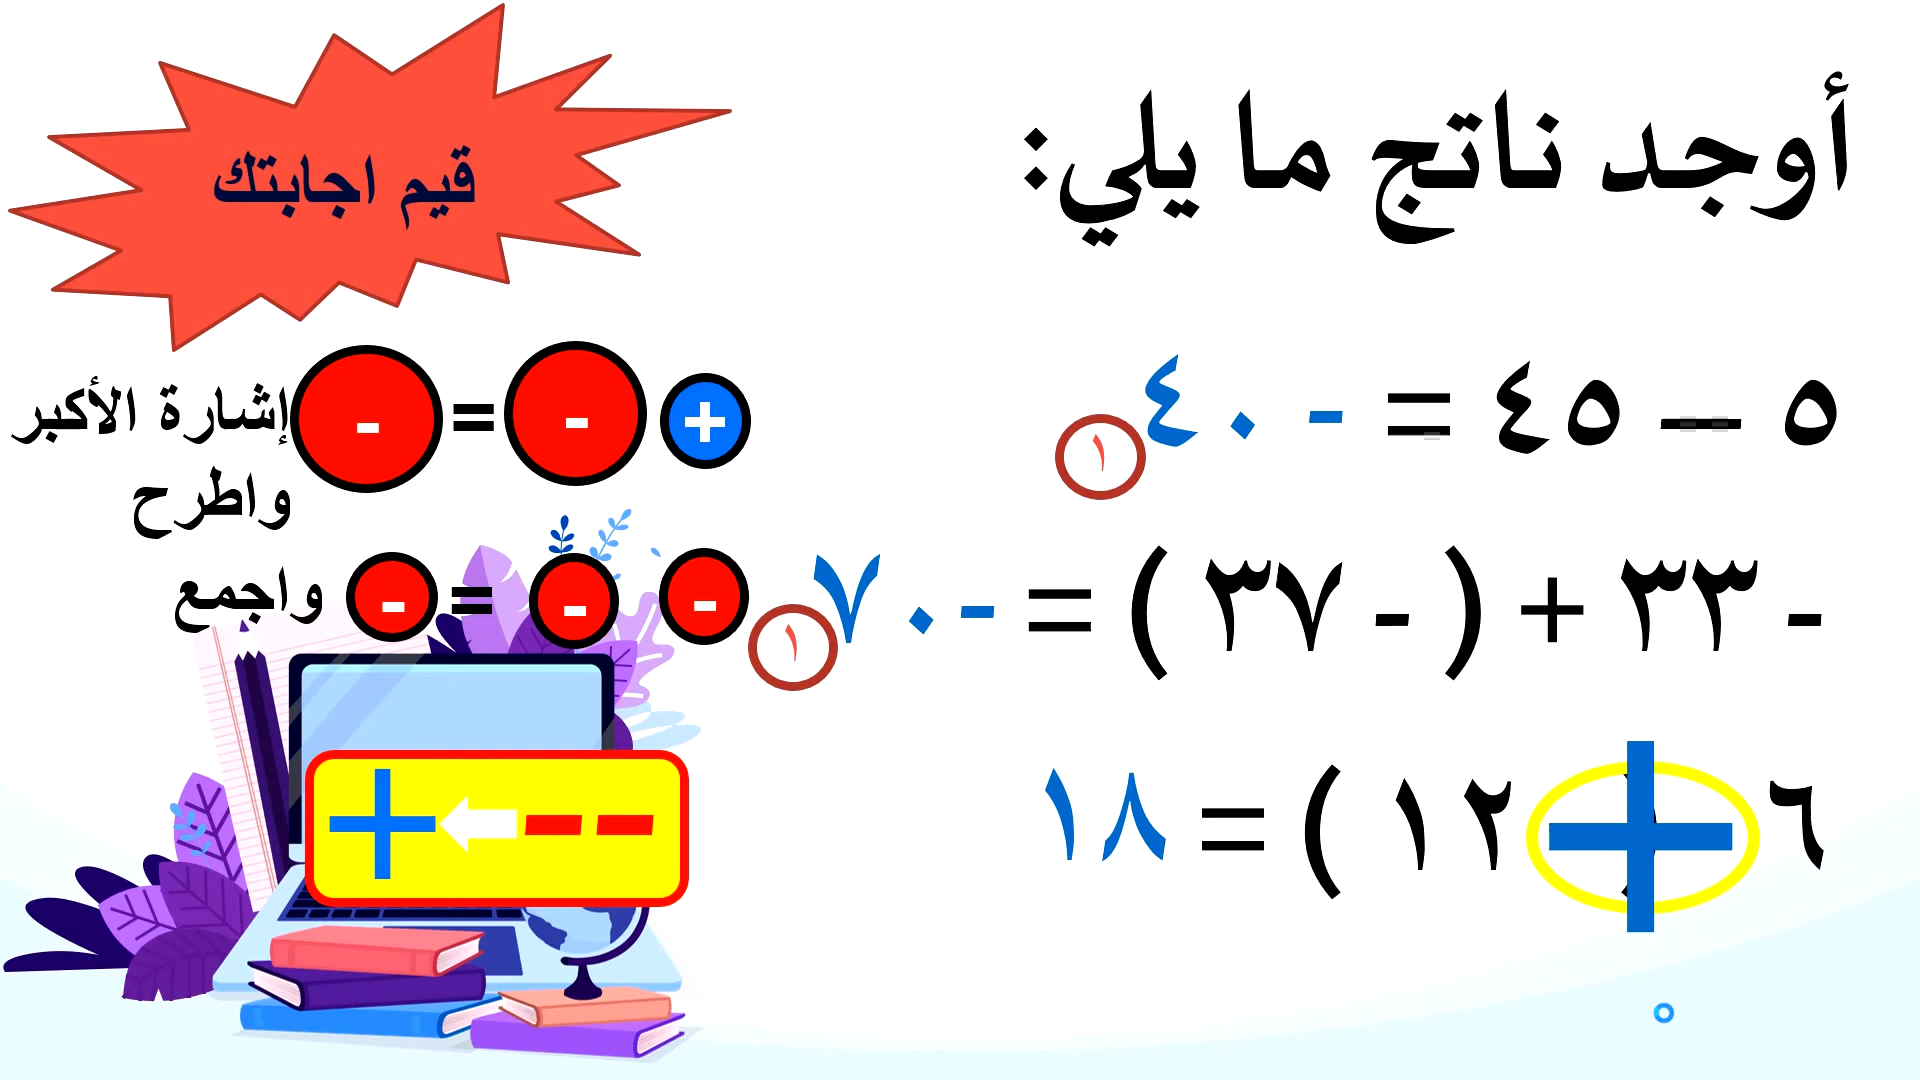 أوجد ناتج ما يلي:
قيم اجابتك
٥ – ٤٥ = - ٤٠
١
- ٣٣ + ( - ٣٧ ) = - ٧٠
١
٦ + ١٢ ) = ١٨
+ - = - إشارة الأكبر
واطرح
- - = - واجمع
- - +